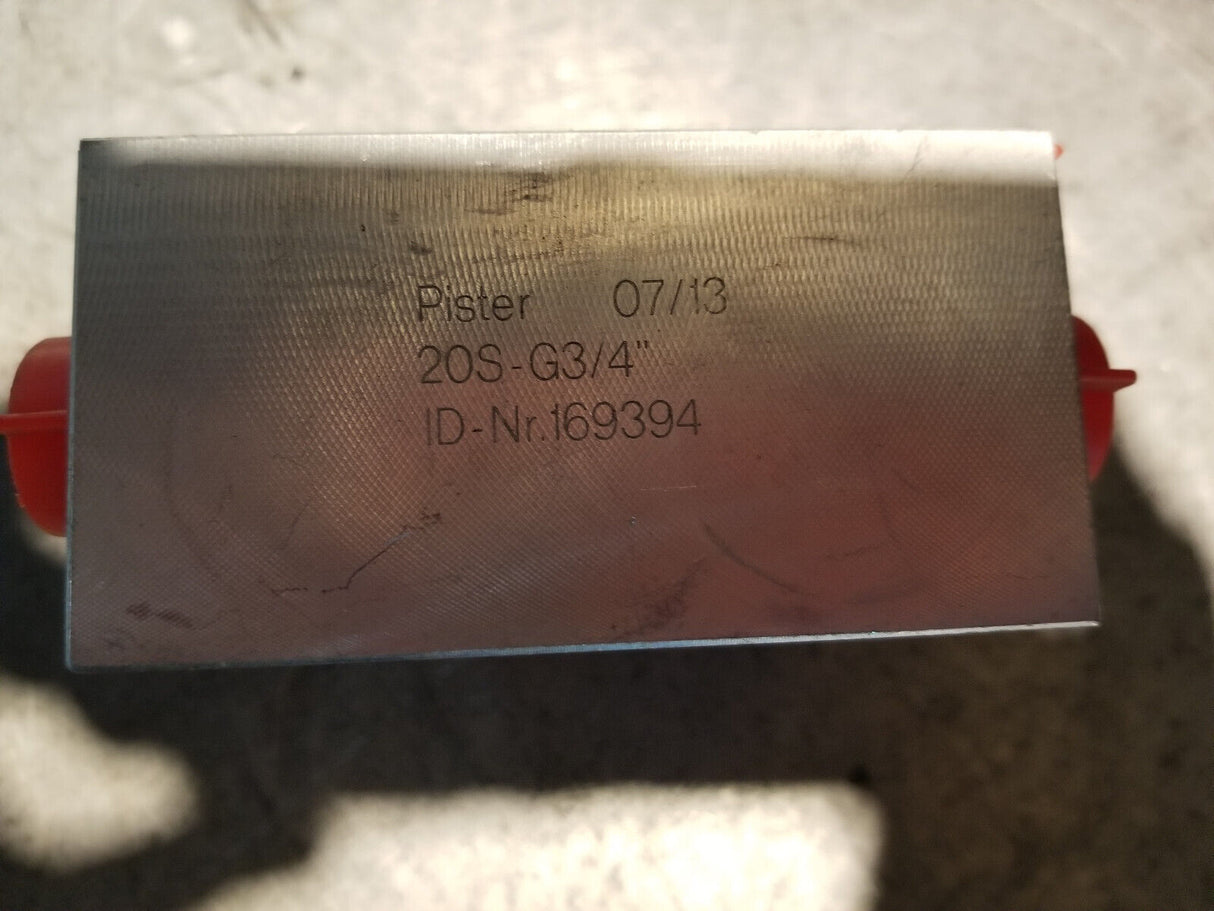 Pister 07/13
20S-G3/4"
ID-Nr.169394